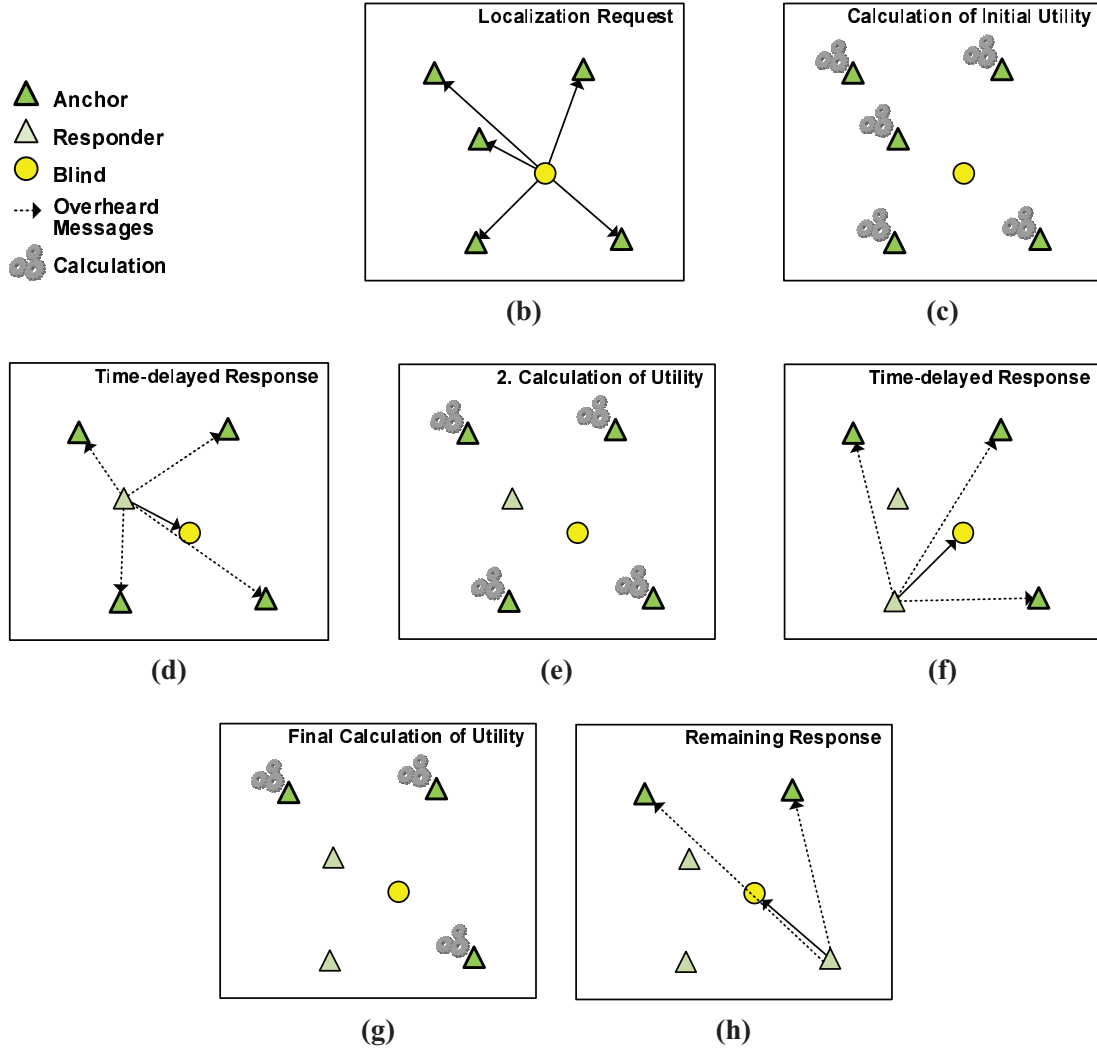 Localization Request
Calculation of Initial Utility
Anchor
Responder
Blind
Overheard
Messages
Calculation
(b)
(c)
Time-delayed Response
2. Calculation of Utility
Time-delayed Response
(d)
(e)
(f)
Final Calculation of Utility
Remaining Response
(g)
(h)